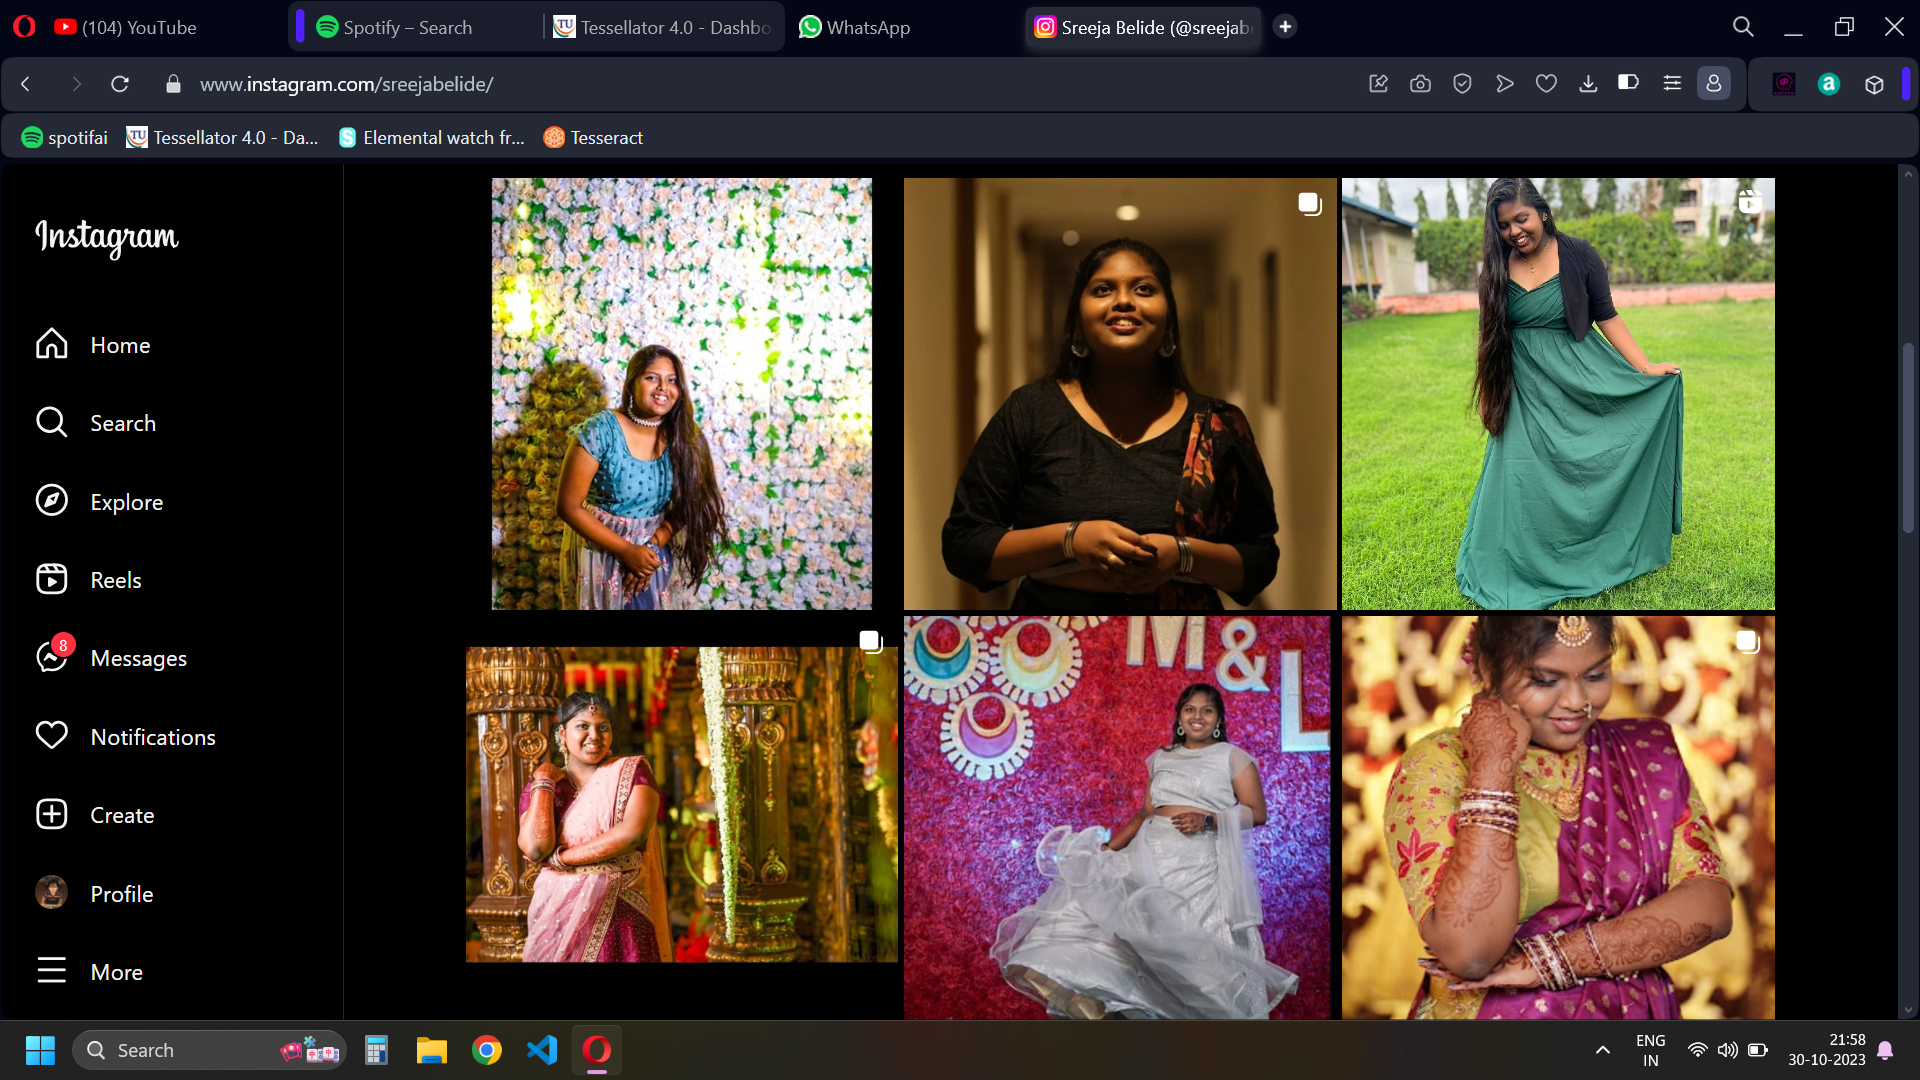 (104) YouTube
Spotify – Search
Tessellator 4.0 - Dashbo
WhatsApp
Sreeja Belide (@sreejabe
www.instagram.com/sreejabelide/
spotifai
Tessellator 4.0 - Da...
Elemental watch fr...
Tesseract
Instagram
Home
Search
Explore
Reels
8
Messages
Notifications
Create
Profile
More
M&L
Search
ENG
IN
21:58
30-10-2023